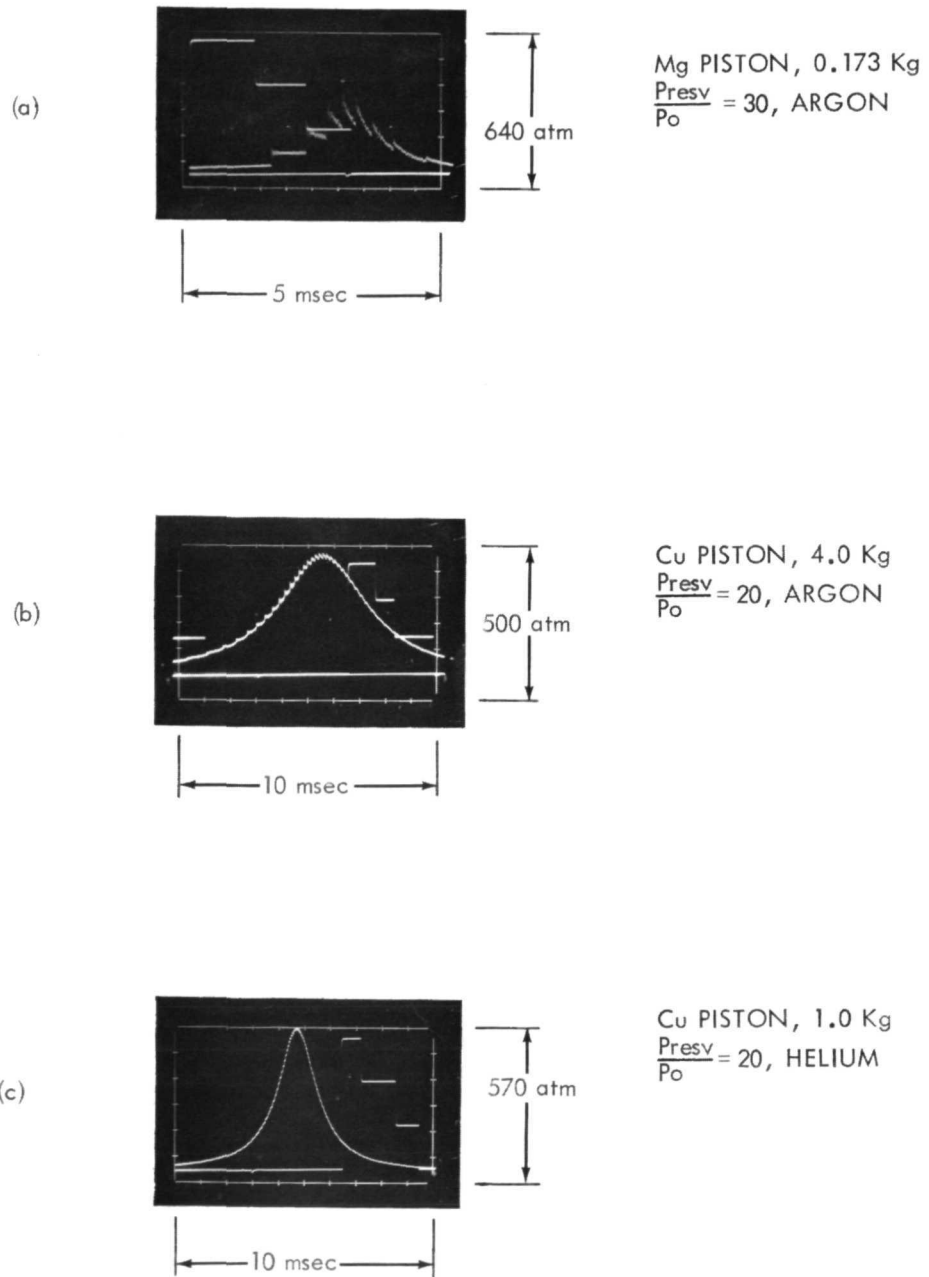 (a)
640 atm
5 msec
Mg PISTON, 0.173 Kg
Presv
Po
= 30, ARGON
(b)
500 atm
10 msec
Cu PISTON, 4.0 Kg
Presv
Po
= 20, ARGON
(c)
570 atm
10 msec
Cu PISTON, 1.0 Kg
Presv
Po
= 20, HELIUM